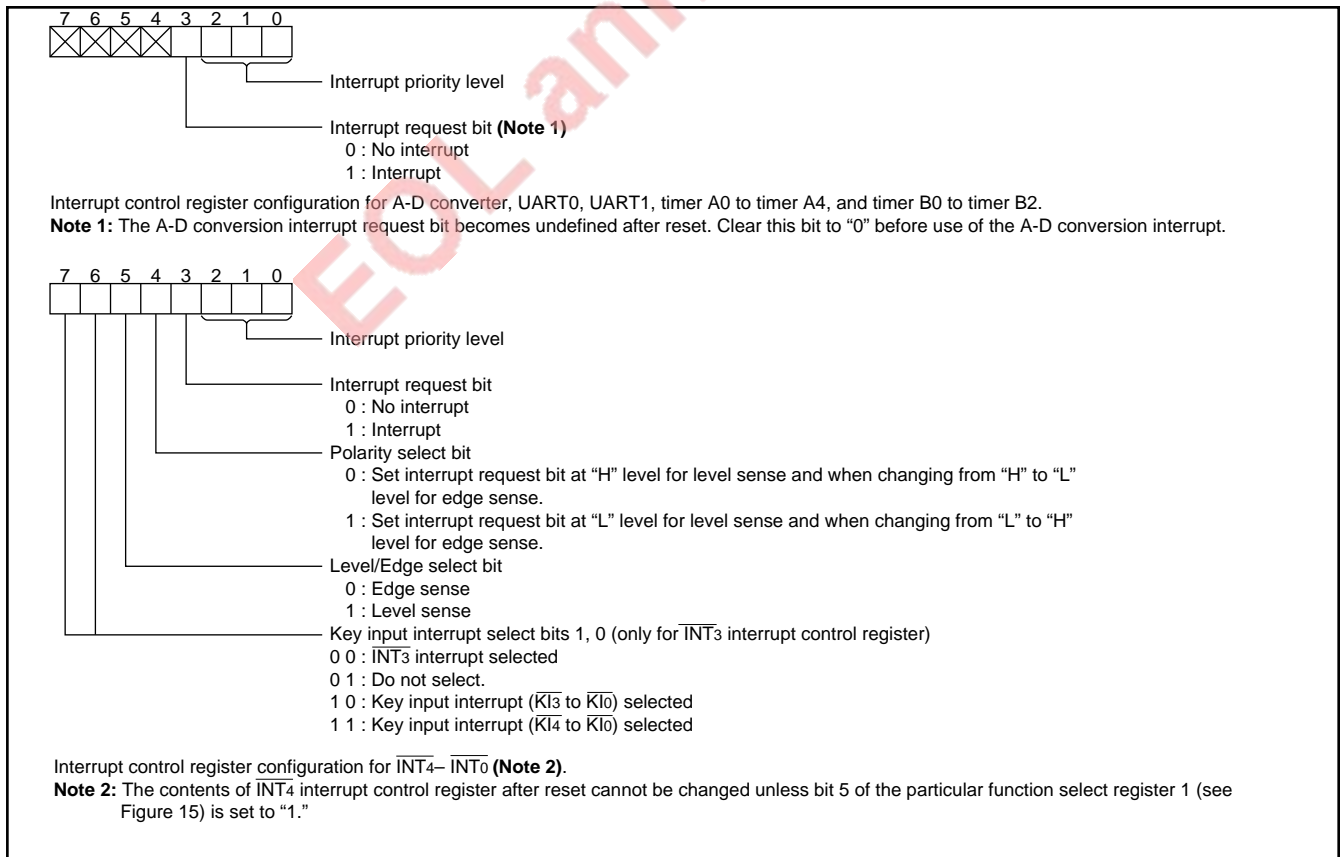 7 6 5 4 3 2 1 0
Interrupt priority level
Interrupt request bit (Note 1)
0 : No interrupt
1 : Interrupt
Interrupt control register configuration for A-D converter, UART0, UART1, timer A0 to timer A4, and timer B0 to timer B2.
Note 1: The A-D conversion interrupt request bit becomes undefined after reset. Clear this bit to “0” before use of the A-D conversion interrupt.
7 6 5 4 3 2 1 0
Interrupt priority level
Interrupt request bit
0 : No interrupt
1 : Interrupt
Polarity select bit
0 : Set interrupt request bit at “H” level for level sense and when changing from “H” to “L”
level for edge sense.
1 : Set interrupt request bit at “L” level for level sense and when changing from “L” to “H”
level for edge sense.
Level/Edge select bit
0 : Edge sense
1 : Level sense
Key input interrupt select bits 1, 0 (only for INT3 interrupt control register)
0 0 : INT3 interrupt selected
0 1 : Do not select.
1 0 : Key input interrupt (KI3 to KI0) selected
1 1 : Key input interrupt (KI4 to KI0) selected
Interrupt control register configuration for INT4– INT0 (Note 2).
Note 2: The contents of INT4 interrupt control register after reset cannot be changed unless bit 5 of the particular function select register 1 (see
Figure 15) is set to “1.”
EOL